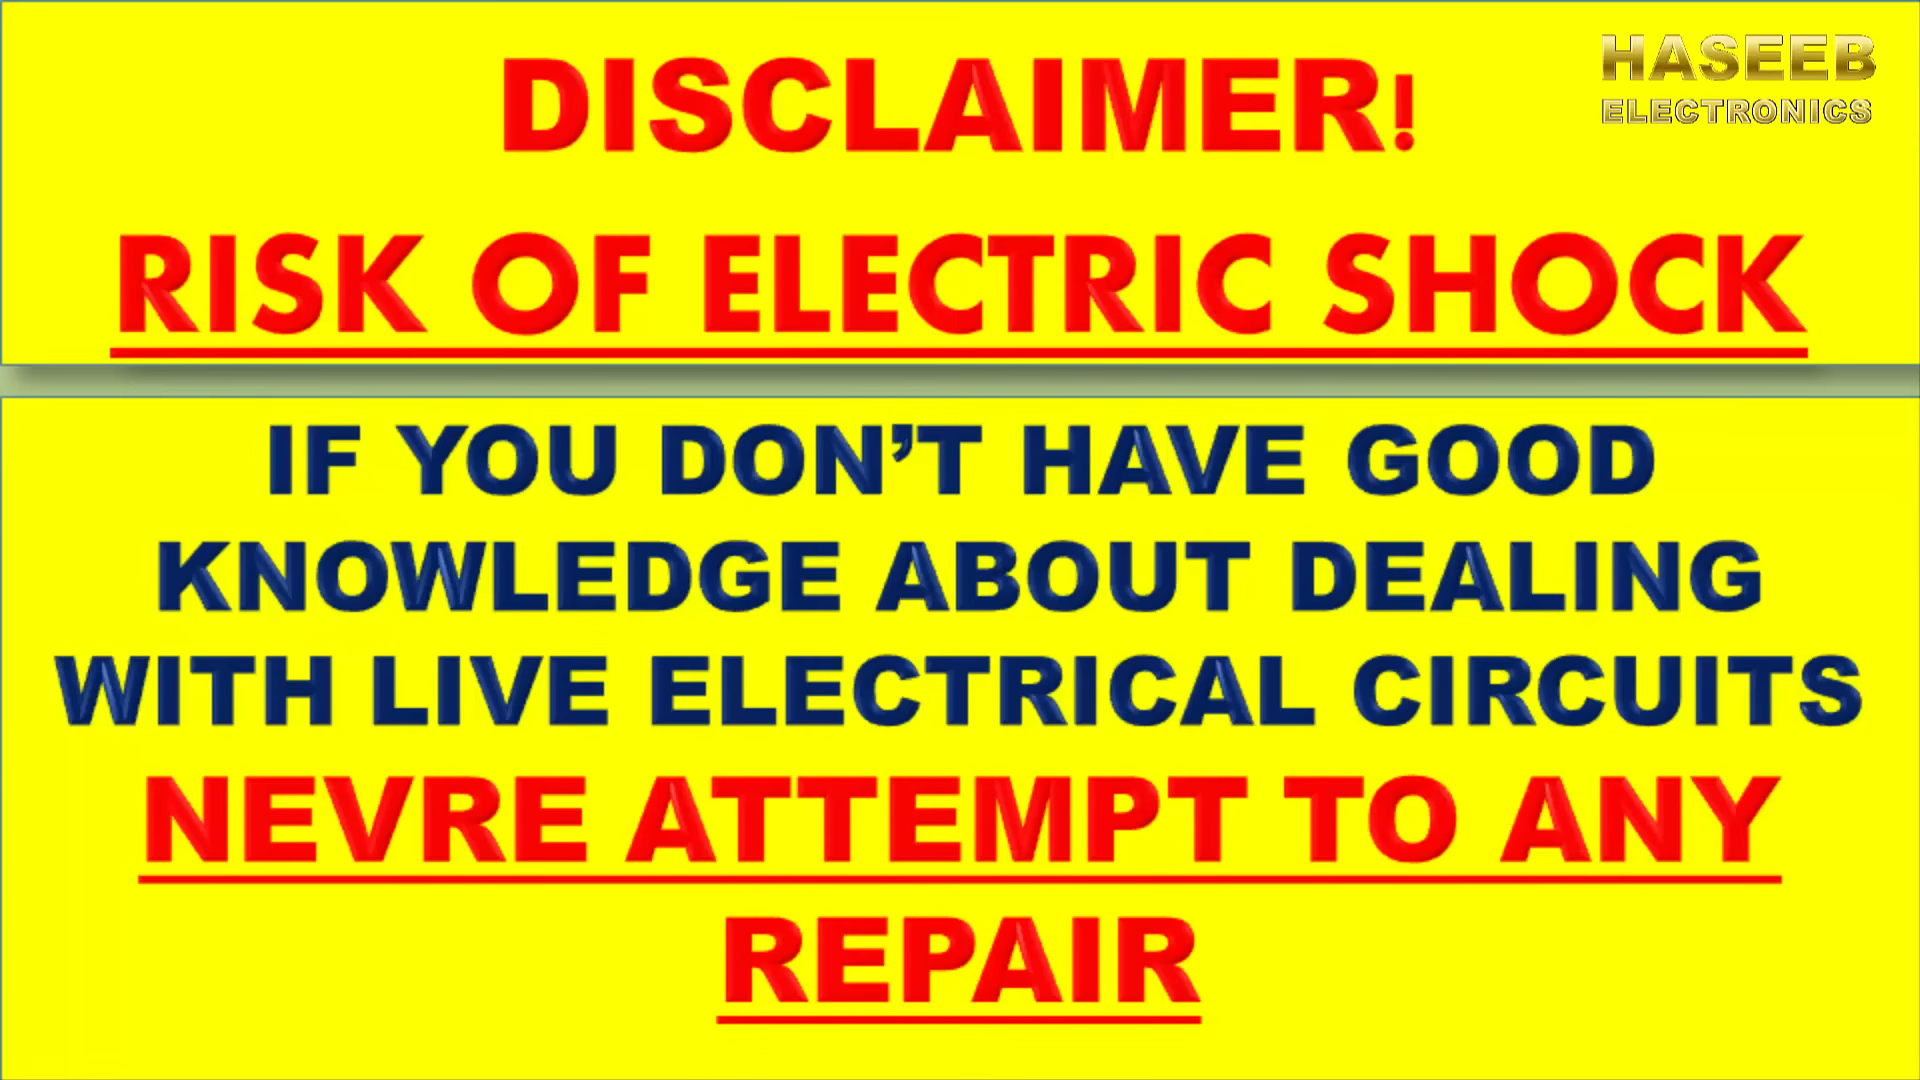 HASEEB
ELECTRONICS
DISCLAIMER!
RISK OF ELECTRIC SHOCK
IF YOU DON’T HAVE GOOD
KNOWLEDGE ABOUT DEALING
WITH LIVE ELECTRICAL CIRCUITS
NEVRE ATTEMPT TO ANY
REPAIR